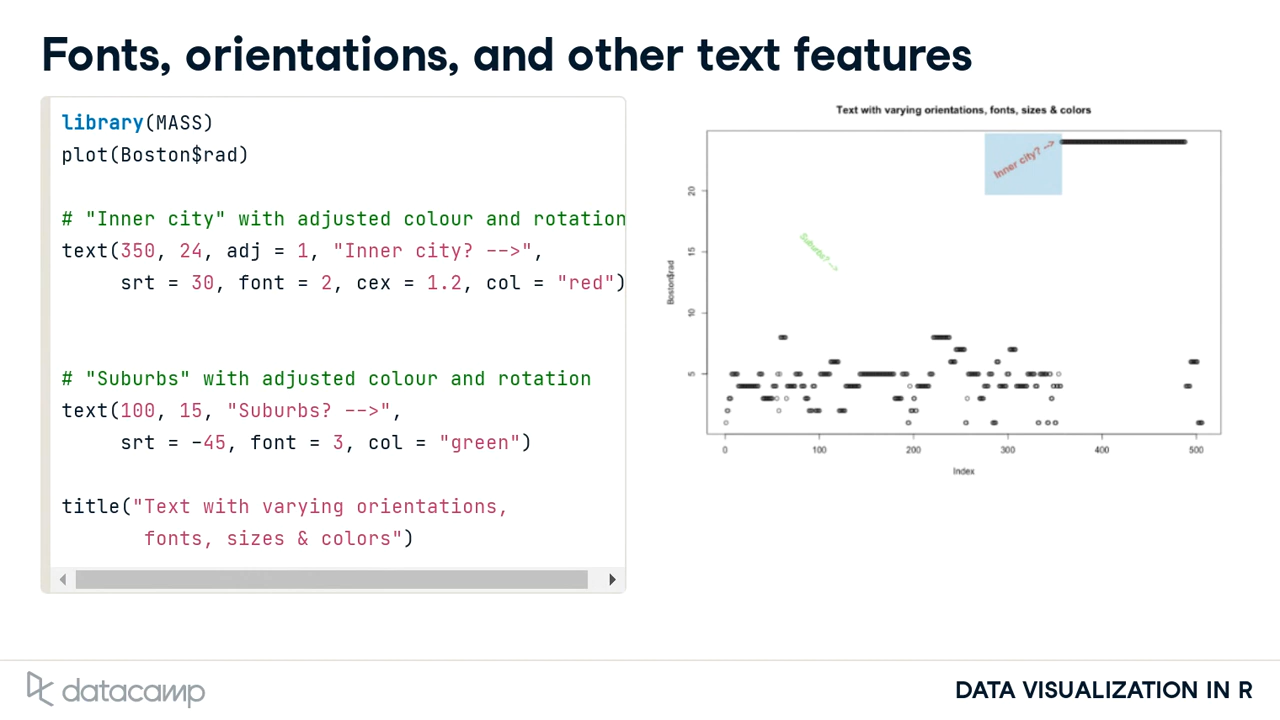 Fonts, orientations, and other text features
library(MASS)
plot(Boston$rad)
# "Inner city" with adjusted colour and rotation
text(350, 24, adj = 1, "Inner city? -->",
srt = 30, font = 2, cex = 1.2, col = "red")
# "Suburbs" with adjusted colour and rotation
text(100, 15, "Suburbs? -->",
srt = -45, font = 3, col = "green")
title("Text with varying orientations,
fonts, sizes & colors")
Text with varying orientations, fonts, sizes & colors
Inner city? -->
Suburbs? -->
Boston$rad
20
15
10
5
0 100 200 300 400 500
Index
datacamp
DATA VISUALIZATION IN R